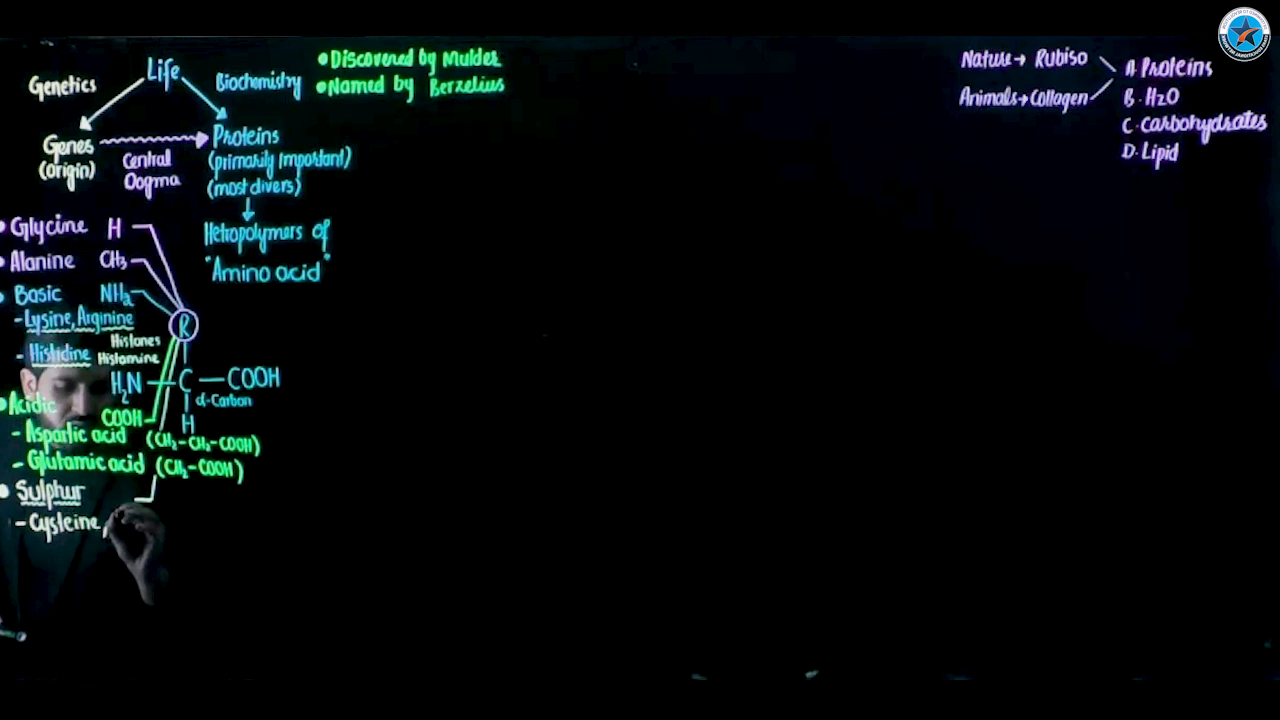 Life
Genetics
Biochemistry
• Discovered by Mulder
• Named by Berzelius
Genes
(origin)
Central
Dogma
Proteins
(primarily Important)
(most divers)
Hetropolymers of
"Amino acid"
• Glycine H
• Alanine CH3
• Basic NH2
- Lysine, Arginine
- Histidine
Histones
Histamine
R
H2N — C — COOH
α-Carbon
H
• Acidic COOH
- Aspartic acid (CH2-CH2-COOH)
- Glutamic acid (CH2-COOH)
• Sulphur
- Cysteine,
Nature → Rubiso
Animals → Collagen
A. Proteins
B. H2O
C. Carbohydrates
D. Lipid